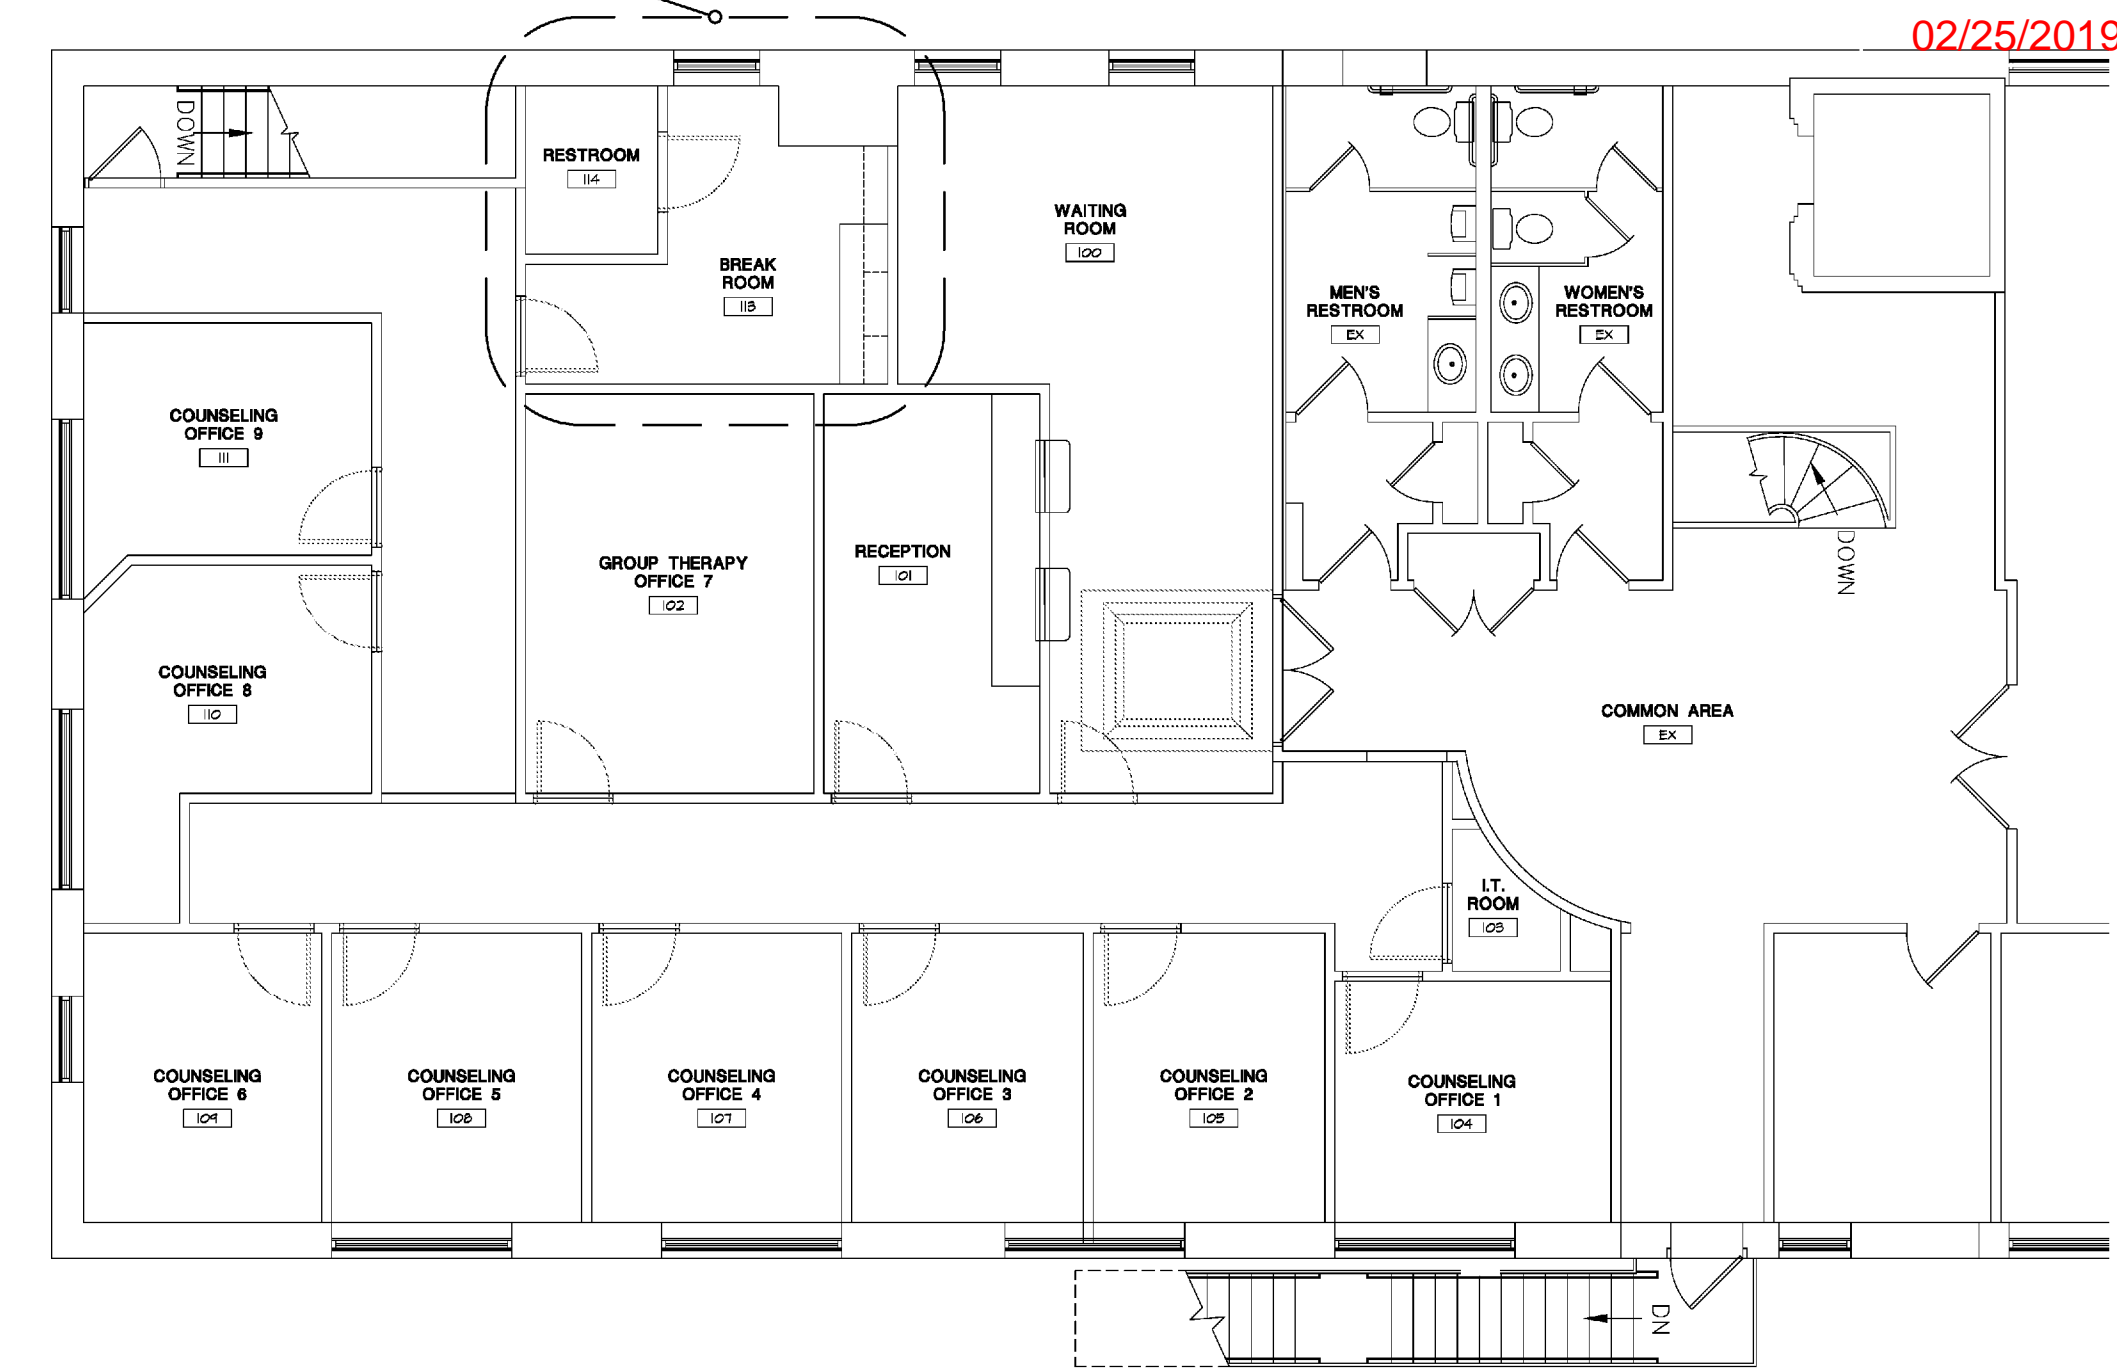 02/25/2019
DOWN
RESTROOM
114
WAITING
ROOM
100
BREAK
ROOM
113
MEN'S
RESTROOM
EX
WOMEN'S
RESTROOM
EX
COUNSELING
OFFICE 9
111
GROUP THERAPY
OFFICE 7
102
RECEPTION
101
DOWN
COUNSELING
OFFICE 8
110
COMMON AREA
EX
I.T.
ROOM
103
COUNSELING
OFFICE 6
109
COUNSELING
OFFICE 5
108
COUNSELING
OFFICE 4
107
COUNSELING
OFFICE 3
106
COUNSELING
OFFICE 2
105
COUNSELING
OFFICE 1
104
DN